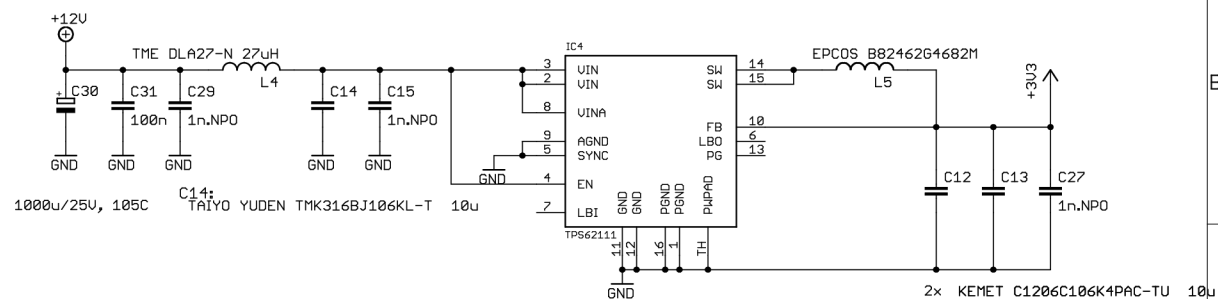 +12V
TME DLA27-N 27uH
L4
C30
C31
100n
C29
1n.NPO
C14
C15
1n.NPO
GND
GND
GND
GND
GND
1000u/25V, 105C
C14:
TAIYO YUDEN TMK316BJ106KL-T 10u
IC4
3 VIN
2 VIN
8 VINA
9 AGND
5 SYNC
GND
4 EN
7 LBI
TPS62111
SW 14
SW 15
FB 10
LBO 6
PG 13
GND
GND
PGND
PGND
PWPAD
11
12
16
1
TH
GND
EPCOS B82462G4682M
L5
+3V3
C12
C13
C27
1n.NPO
2x KEMET C1206C106K4PAC-TU 10u